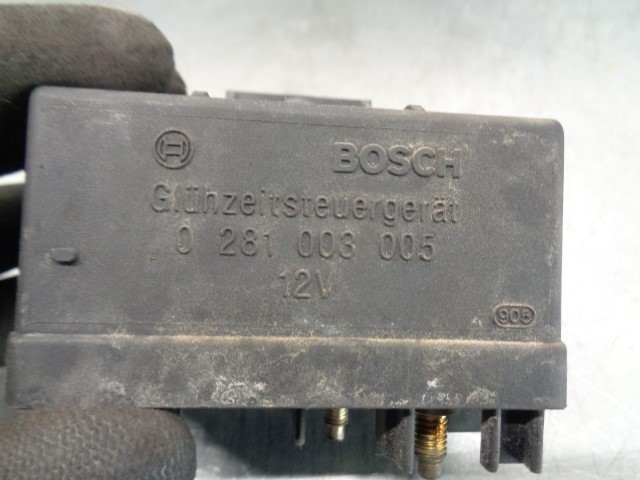 BOSCH
Glühzeitsteuergerät
0 281 003 005
12V
905